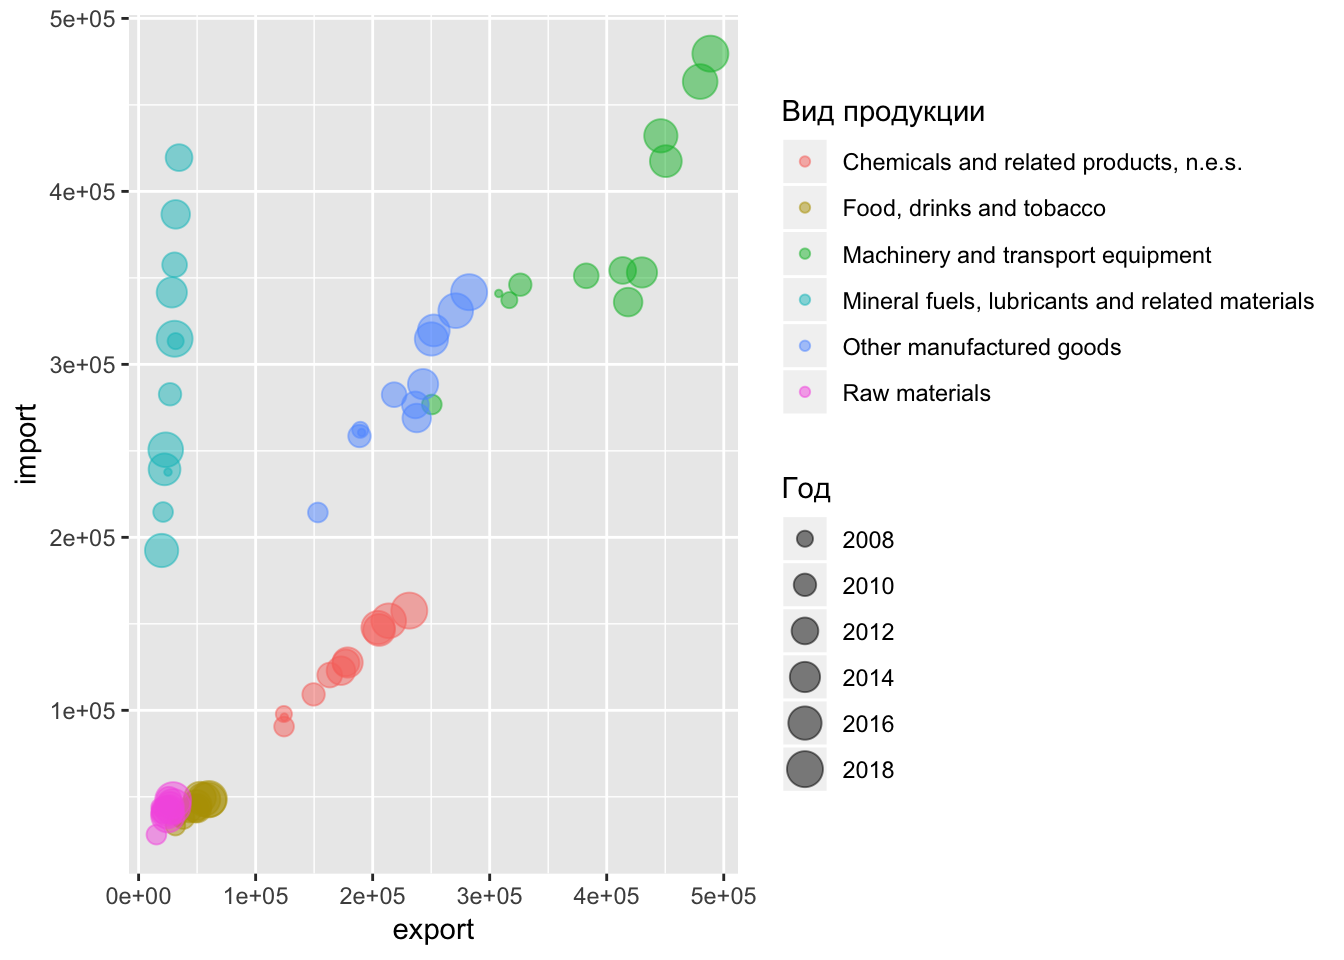 5e+05
4e+05
3e+05
2e+05
1e+05
import
0e+00
1e+05
2e+05
3e+05
4e+05
5e+05
export
Вид продукции
Chemicals and related products, n.e.s.
Food, drinks and tobacco
Machinery and transport equipment
Mineral fuels, lubricants and related materials
Other manufactured goods
Raw materials
Год
2008
2010
2012
2014
2016
2018